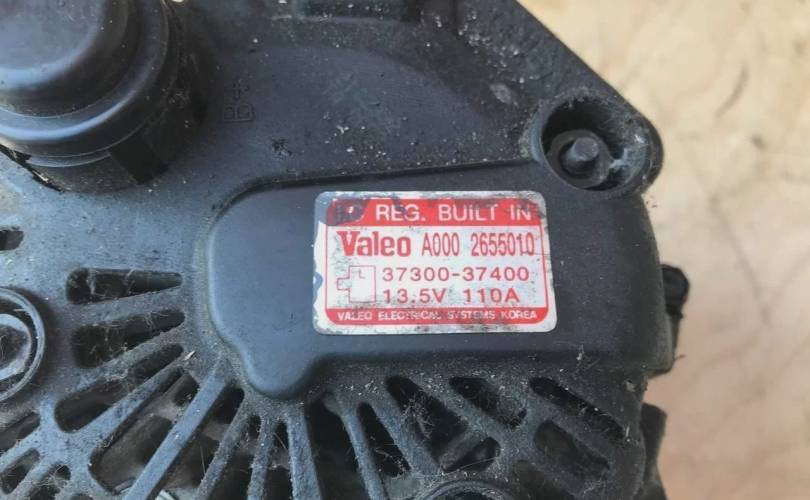 B+
REG. BUILT IN
Valeo A000 2655010
L
37300-37400
13.5V 110A
VALEO ELECTRICAL SYSTEMS KOREA